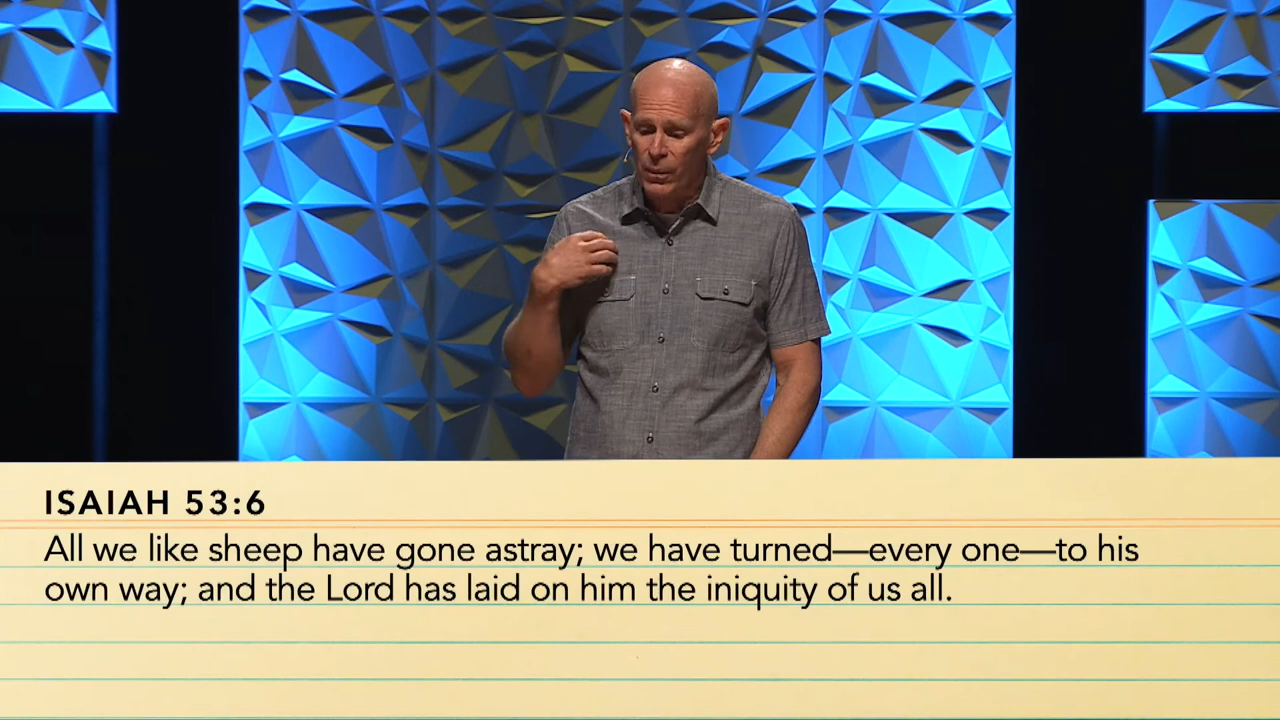 ISAIAH 53:6
All we like sheep have gone astray; we have turned—every one—to his
own way; and the Lord has laid on him the iniquity of us all.